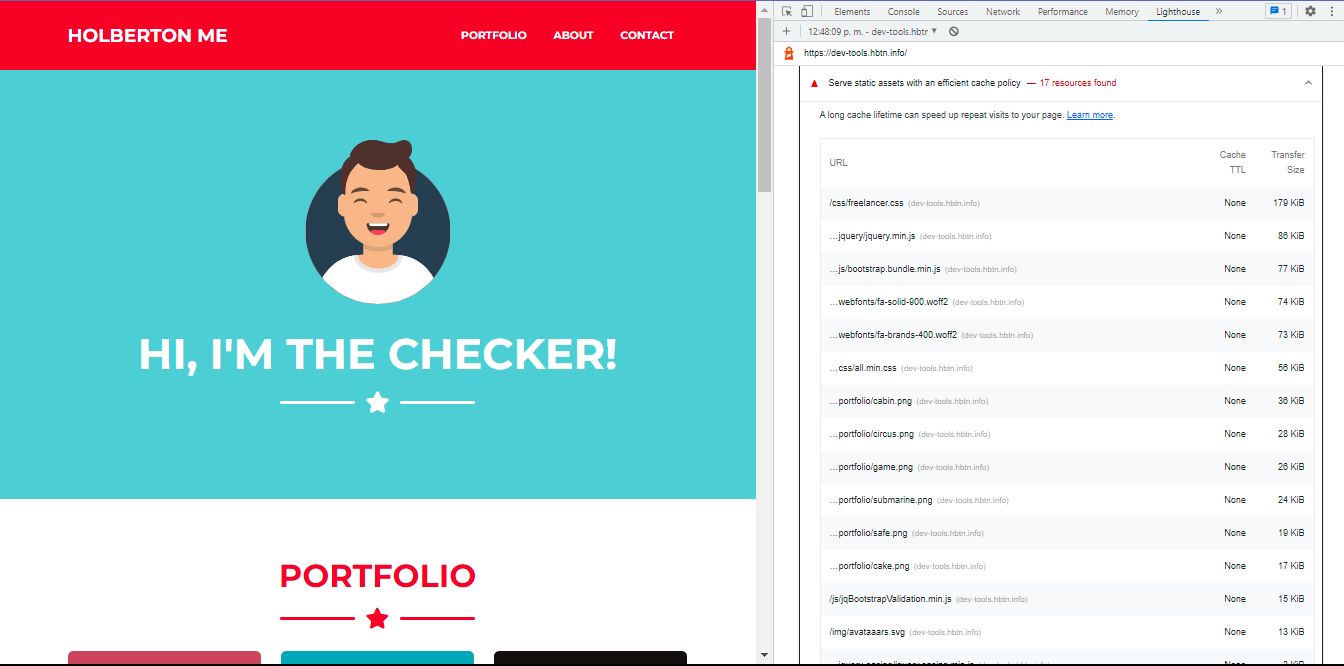 HOLBERTON ME
PORTFOLIO ABOUT CONTACT
HI, I'M THE CHECKER!
PORTFOLIO
Elements Console Sources Network Performance Memory Lighthouse » 1
12:48:09 p. m. - dev-tools.hbtr
https://dev-tools.hbtn.info/
Serve static assets with an efficient cache policy — 17 resources found
A long cache lifetime can speed up repeat visits to your page. Learn more.
URL Cache TTL Transfer Size
/css/freelancer.css (dev-tools.hbtn.info) None 179 KiB
…jquery/jquery.min.js (dev-tools.hbtn.info) None 86 KiB
…js/bootstrap.bundle.min.js (dev-tools.hbtn.info) None 77 KiB
…webfonts/fa-solid-900.woff2 (dev-tools.hbtn.info) None 74 KiB
…webfonts/fa-brands-400.woff2 (dev-tools.hbtn.info) None 73 KiB
…css/all.min.css (dev-tools.hbtn.info) None 56 KiB
…portfolio/cabin.png (dev-tools.hbtn.info) None 36 KiB
…portfolio/circus.png (dev-tools.hbtn.info) None 28 KiB
…portfolio/game.png (dev-tools.hbtn.info) None 26 KiB
…portfolio/submarine.png (dev-tools.hbtn.info) None 24 KiB
…portfolio/safe.png (dev-tools.hbtn.info) None 19 KiB
…portfolio/cake.png (dev-tools.hbtn.info) None 17 KiB
/js/jqBootstrapValidation.min.js (dev-tools.hbtn.info) None 15 KiB
/img/avataaars.svg (dev-tools.hbtn.info) None 13 KiB